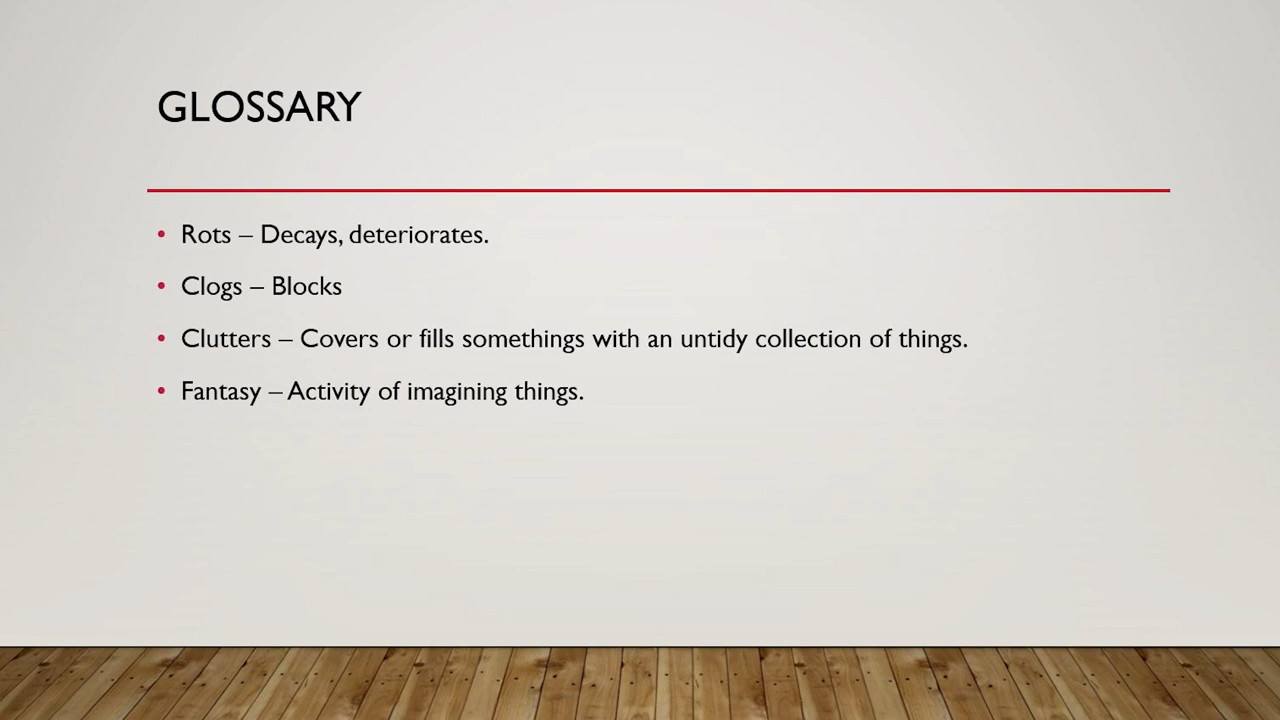 GLOSSARY
• Rots – Decays, deteriorates.
• Clogs – Blocks
• Clutters – Covers or fills somethings with an untidy collection of things.
• Fantasy – Activity of imagining things.